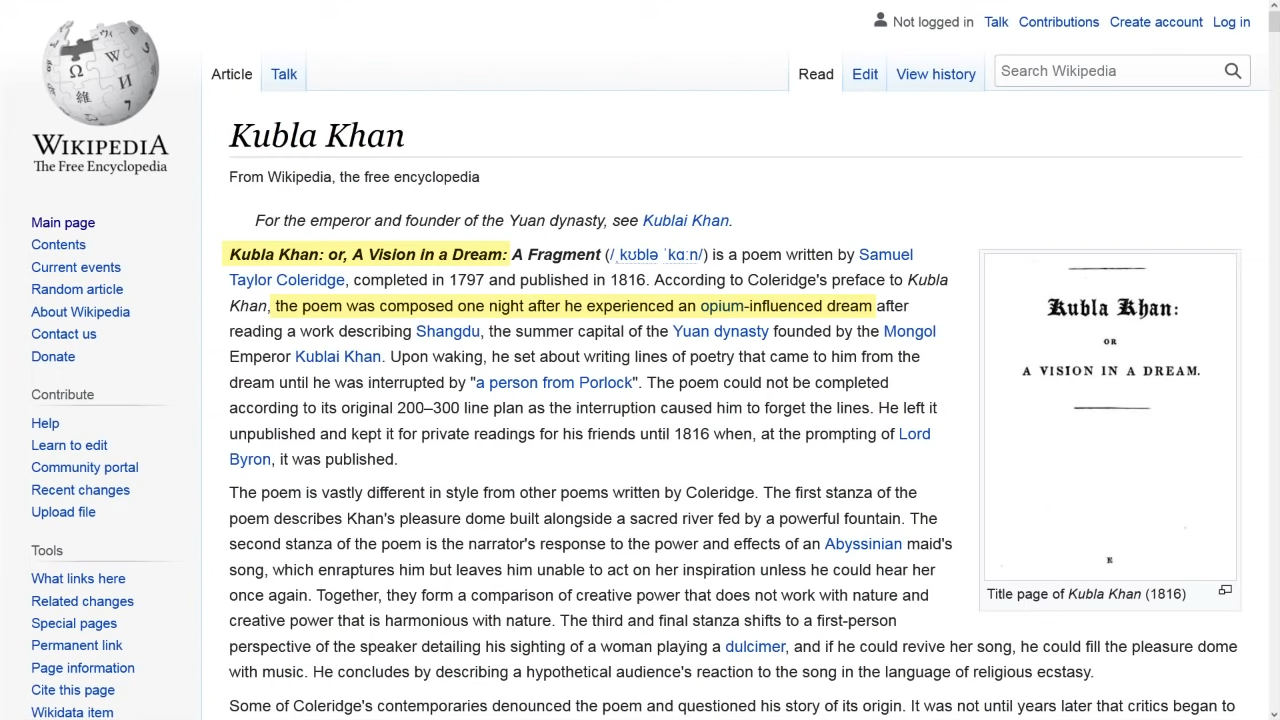 Not logged in Talk Contributions Create account Log in
Article Talk Read Edit View history Search Wikipedia
Ω W И 維 7
WIKIPEDIA
The Free Encyclopedia
Main page
Contents
Current events
Random article
About Wikipedia
Contact us
Donate
Contribute
Help
Learn to edit
Community portal
Recent changes
Upload file
Tools
What links here
Related changes
Special pages
Permanent link
Page information
Cite this page
Wikidata item
Kubla Khan
From Wikipedia, the free encyclopedia
For the emperor and founder of the Yuan dynasty, see Kublai Khan.
Kubla Khan: or, A Vision in a Dream: A Fragment (/ˌkʊblə ˈkɑːn/) is a poem written by Samuel
Taylor Coleridge, completed in 1797 and published in 1816. According to Coleridge's preface to Kubla
Khan, the poem was composed one night after he experienced an opium-influenced dream after
reading a work describing Shangdu, the summer capital of the Yuan dynasty founded by the Mongol
Emperor Kublai Khan. Upon waking, he set about writing lines of poetry that came to him from the
dream until he was interrupted by "a person from Porlock". The poem could not be completed
according to its original 200–300 line plan as the interruption caused him to forget the lines. He left it
unpublished and kept it for private readings for his friends until 1816 when, at the prompting of Lord
Byron, it was published.
The poem is vastly different in style from other poems written by Coleridge. The first stanza of the
poem describes Khan's pleasure dome built alongside a sacred river fed by a powerful fountain. The
second stanza of the poem is the narrator's response to the power and effects of an Abyssinian maid's
song, which enraptures him but leaves him unable to act on her inspiration unless he could hear her
once again. Together, they form a comparison of creative power that does not work with nature and
creative power that is harmonious with nature. The third and final stanza shifts to a first-person
perspective of the speaker detailing his sighting of a woman playing a dulcimer, and if he could revive her song, he could fill the pleasure dome
with music. He concludes by describing a hypothetical audience's reaction to the song in the language of religious ecstasy.
Some of Coleridge's contemporaries denounced the poem and questioned his story of its origin. It was not until years later that critics began to
Kubla Khan:
OR
A VISION IN A DREAM.
E
Title page of Kubla Khan (1816)